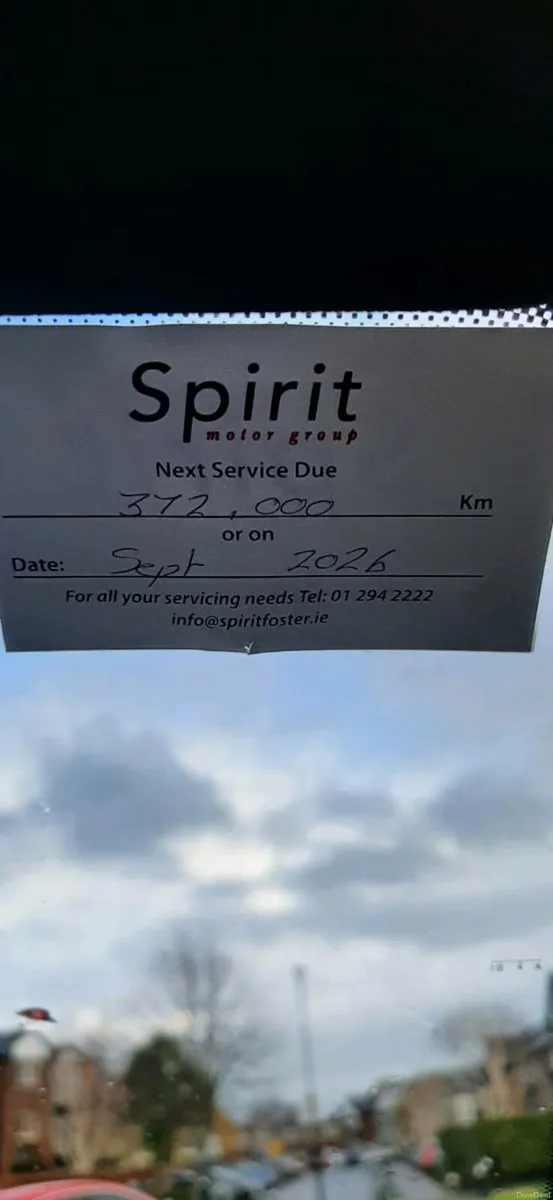 Spirit
motor group
Next Service Due
372,000 Km
or on
Date: Sept 2026
For all your servicing needs Tel: 01 294 2222
info@spiritfoster.ie
DoneDeal